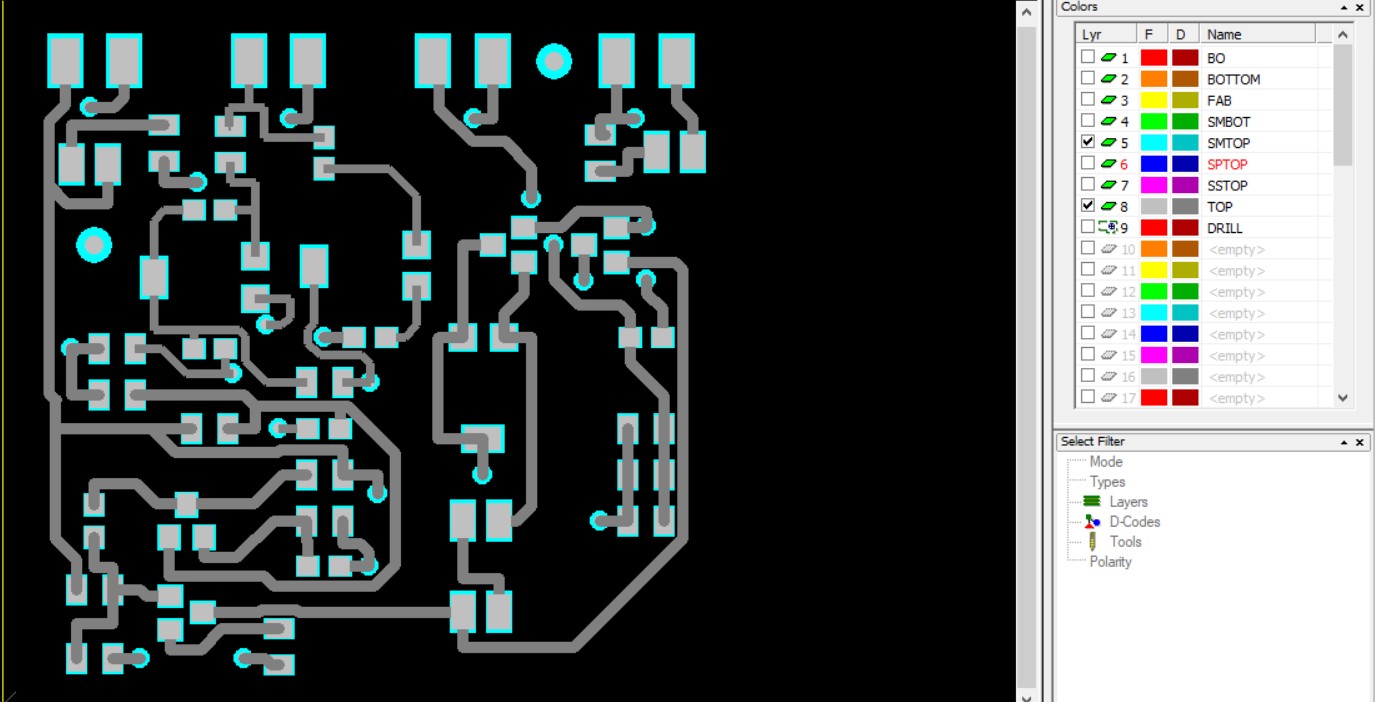 Colors
Lyr F D Name
1 BO
2 BOTTOM
3 FAB
4 SMBOT
5 SMTOP
6 SPTOP
7 SSTOP
8 TOP
9 DRILL
10 <empty>
11 <empty>
12 <empty>
13 <empty>
14 <empty>
15 <empty>
16 <empty>
17 <empty>
Select Filter
Mode
Types
Layers
D-Codes
Tools
Polarity